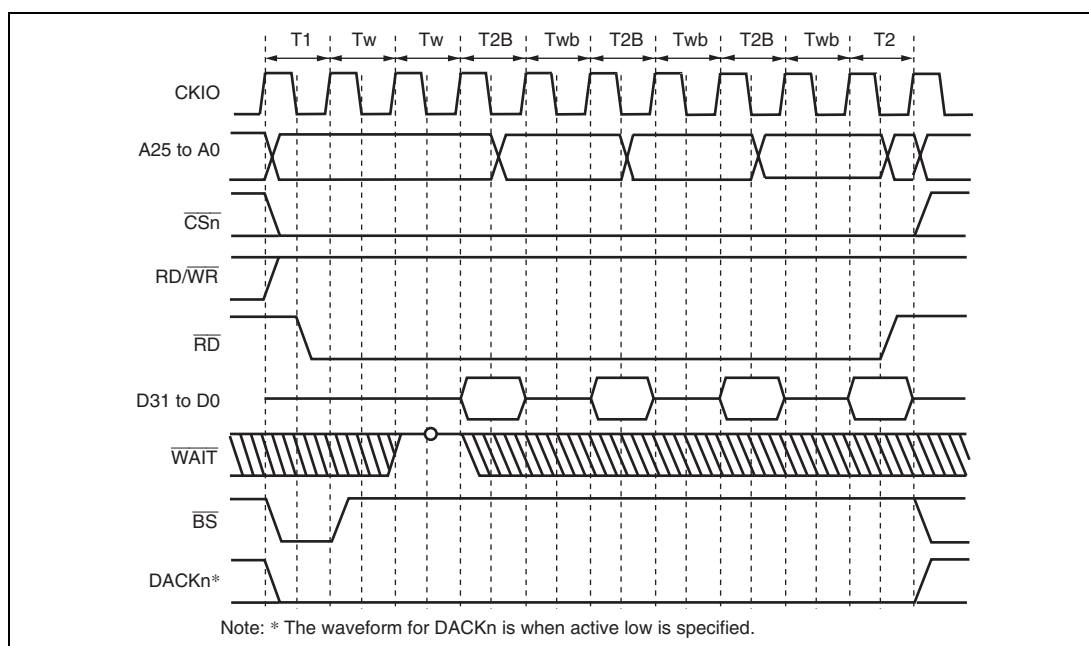 T1 Tw Tw T2B Twb T2B Twb T2B Twb T2
CKIO
A25 to A0
CSn
RD/WR
RD
D31 to D0
WAIT
BS
DACKn*
Note: * The waveform for DACKn is when active low is specified.